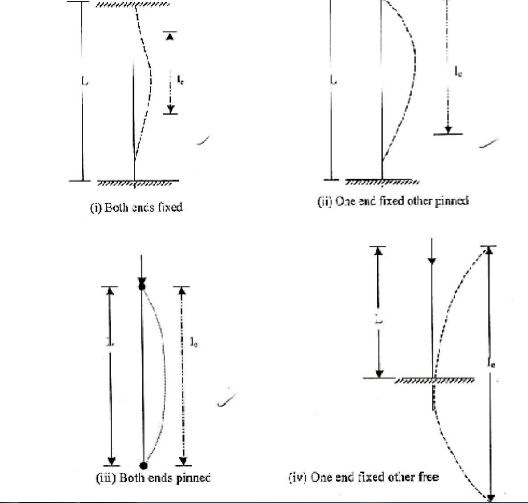 L
lₑ
L
lₑ
(i) Both ends fixed
(ii) One end fixed other pinned
L
lₑ
L
lₑ
(iii) Both ends pinned
(iv) One end fixed other free